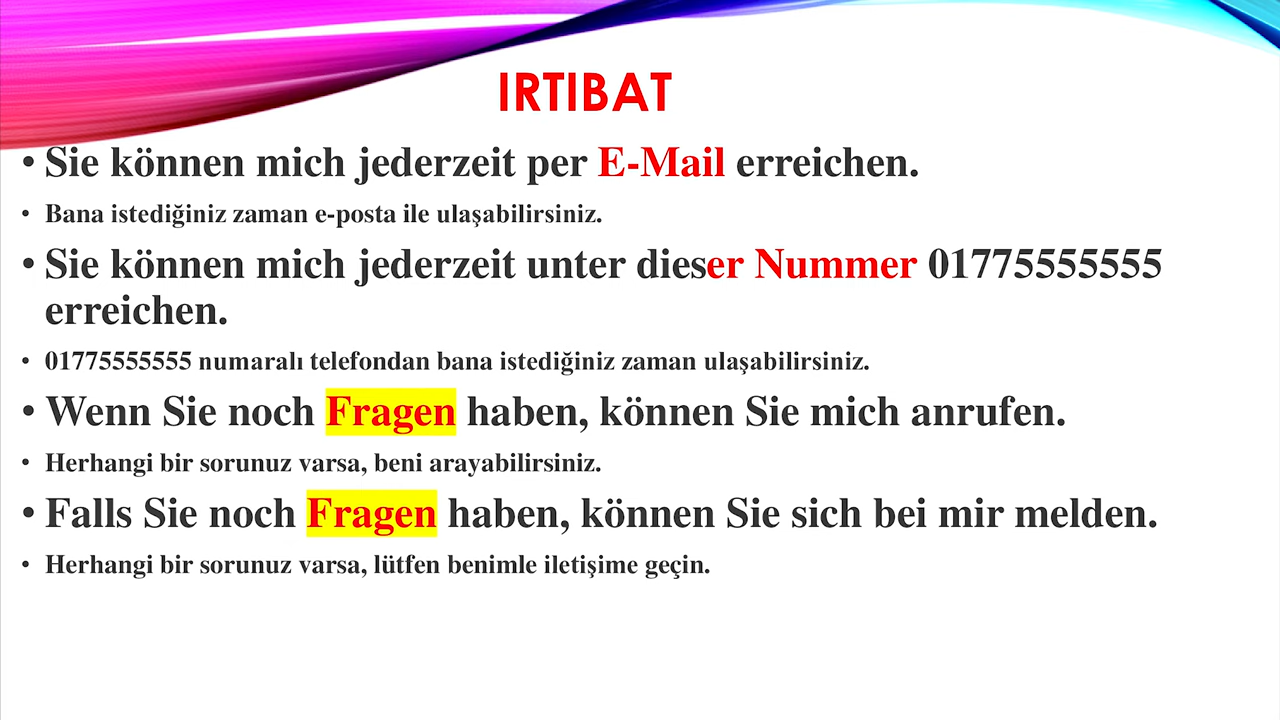 IRTIBAT
• Sie können mich jederzeit per E-Mail erreichen.
• Bana istediğiniz zaman e-posta ile ulaşabilirsiniz.
• Sie können mich jederzeit unter dieser Nummer 01775555555
erreichen.
• 01775555555 numaralı telefondan bana istediğiniz zaman ulaşabilirsiniz.
• Wenn Sie noch Fragen haben, können Sie mich anrufen.
• Herhangi bir sorunuz varsa, beni arayabilirsiniz.
• Falls Sie noch Fragen haben, können Sie sich bei mir melden.
• Herhangi bir sorunuz varsa, lütfen benimle iletişime geçin.